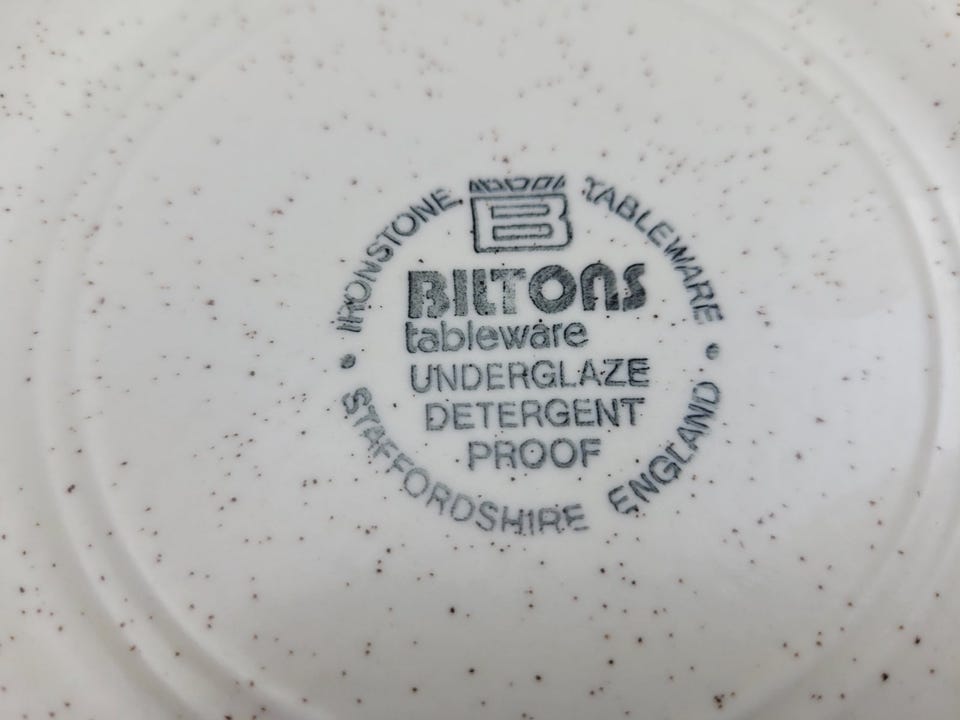 IRONSTONE TABLEWARE
B
BILTONS
tableware
UNDERGLAZE
DETERGENT
PROOF
STAFFORDSHIRE ENGLAND